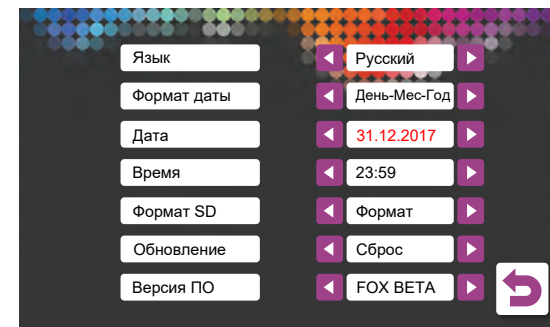 Язык Русский
Формат даты День-Мес-Год
Дата 31.12.2017
Время 23:59
Формат SD Формат
Обновление Сброс
Версия ПО FOX BETA